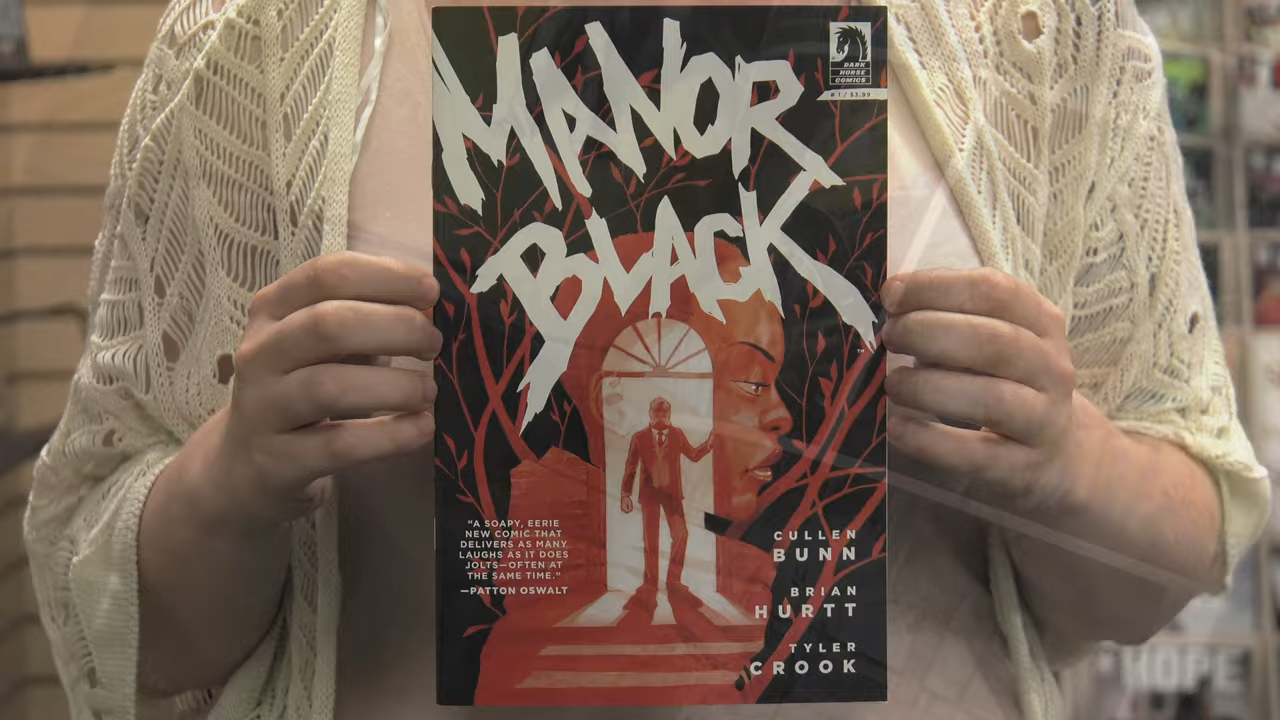 MANOR
BLACK
DARK
HORSE
COMICS
#1 / $3.99
TM
"A SOAPY, EERIE
NEW COMIC THAT
DELIVERS AS MANY
LAUGHS AS IT DOES
JOLTS—OFTEN AT
THE SAME TIME."
—PATTON OSWALT
CULLEN
BUNN
BRIAN
HURTT
TYLER
CROOK
HOPE